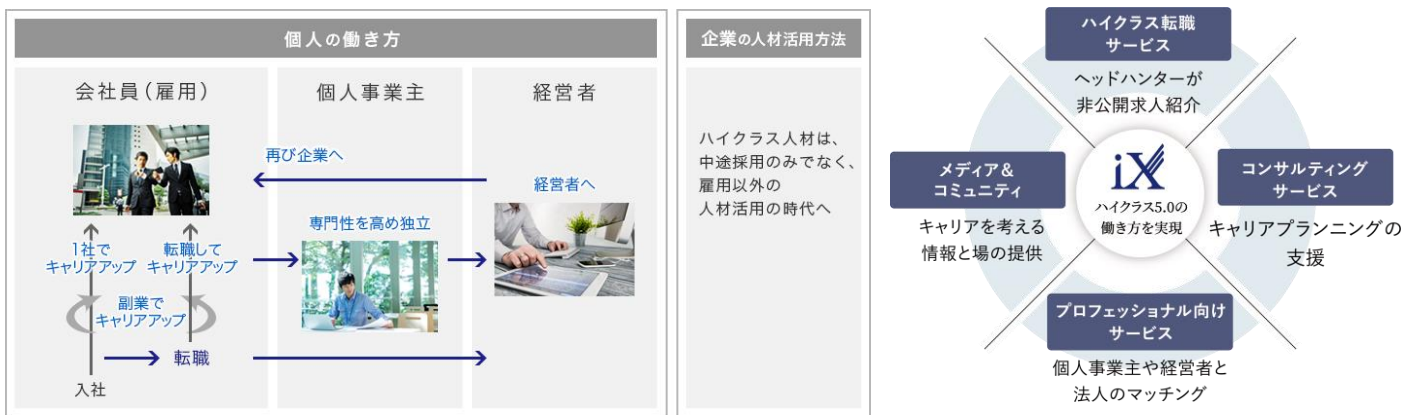 個人の働き方
会社員（雇用）
個人事業主
経営者
再び企業へ
経営者へ
専門性を高め独立
1社で
キャリアアップ
転職して
キャリアアップ
副業で
キャリアアップ
転職
入社
企業の人材活用方法
ハイクラス人材は、
中途採用のみでなく、
雇用以外の
人材活用の時代へ
ハイクラス転職
サービス
ヘッドハンターが
非公開求人紹介
メディア＆
コミュニティ
キャリアを考える
情報と場の提供
iX
ハイクラス5.0の
働き方を実現
コンサルティング
サービス
キャリアプランニングの
支援
プロフェッショナル向け
サービス
個人事業主や経営者と
法人のマッチング